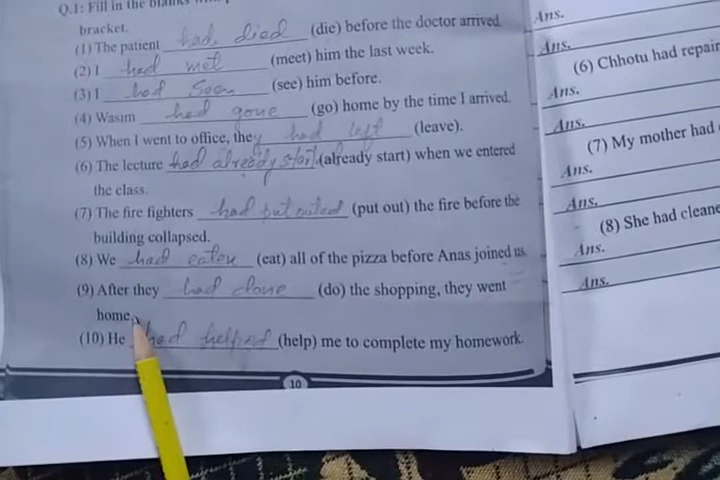 Q.1: Fill in the blanks
bracket.
(1) The patient had died (die) before the doctor arrived.
(2) I had met (meet) him the last week.
(3) I had seen (see) him before.
(4) Wasim had gone (go) home by the time I arrived.
(5) When I went to office, they had left (leave).
(6) The lecture had already start (already start) when we entered
the class.
(7) The fire fighters had put outed (put out) the fire before the
building collapsed.
(8) We had eaten (eat) all of the pizza before Anas joined us.
(9) After they had done (do) the shopping, they went
home.
(10) He had helped (help) me to complete my homework.
10
Ans.
Ans.
(6) Chhotu had repair
Ans.
Ans.
(7) My mother had
Ans.
Ans.
(8) She had cleane
Ans.
Ans.